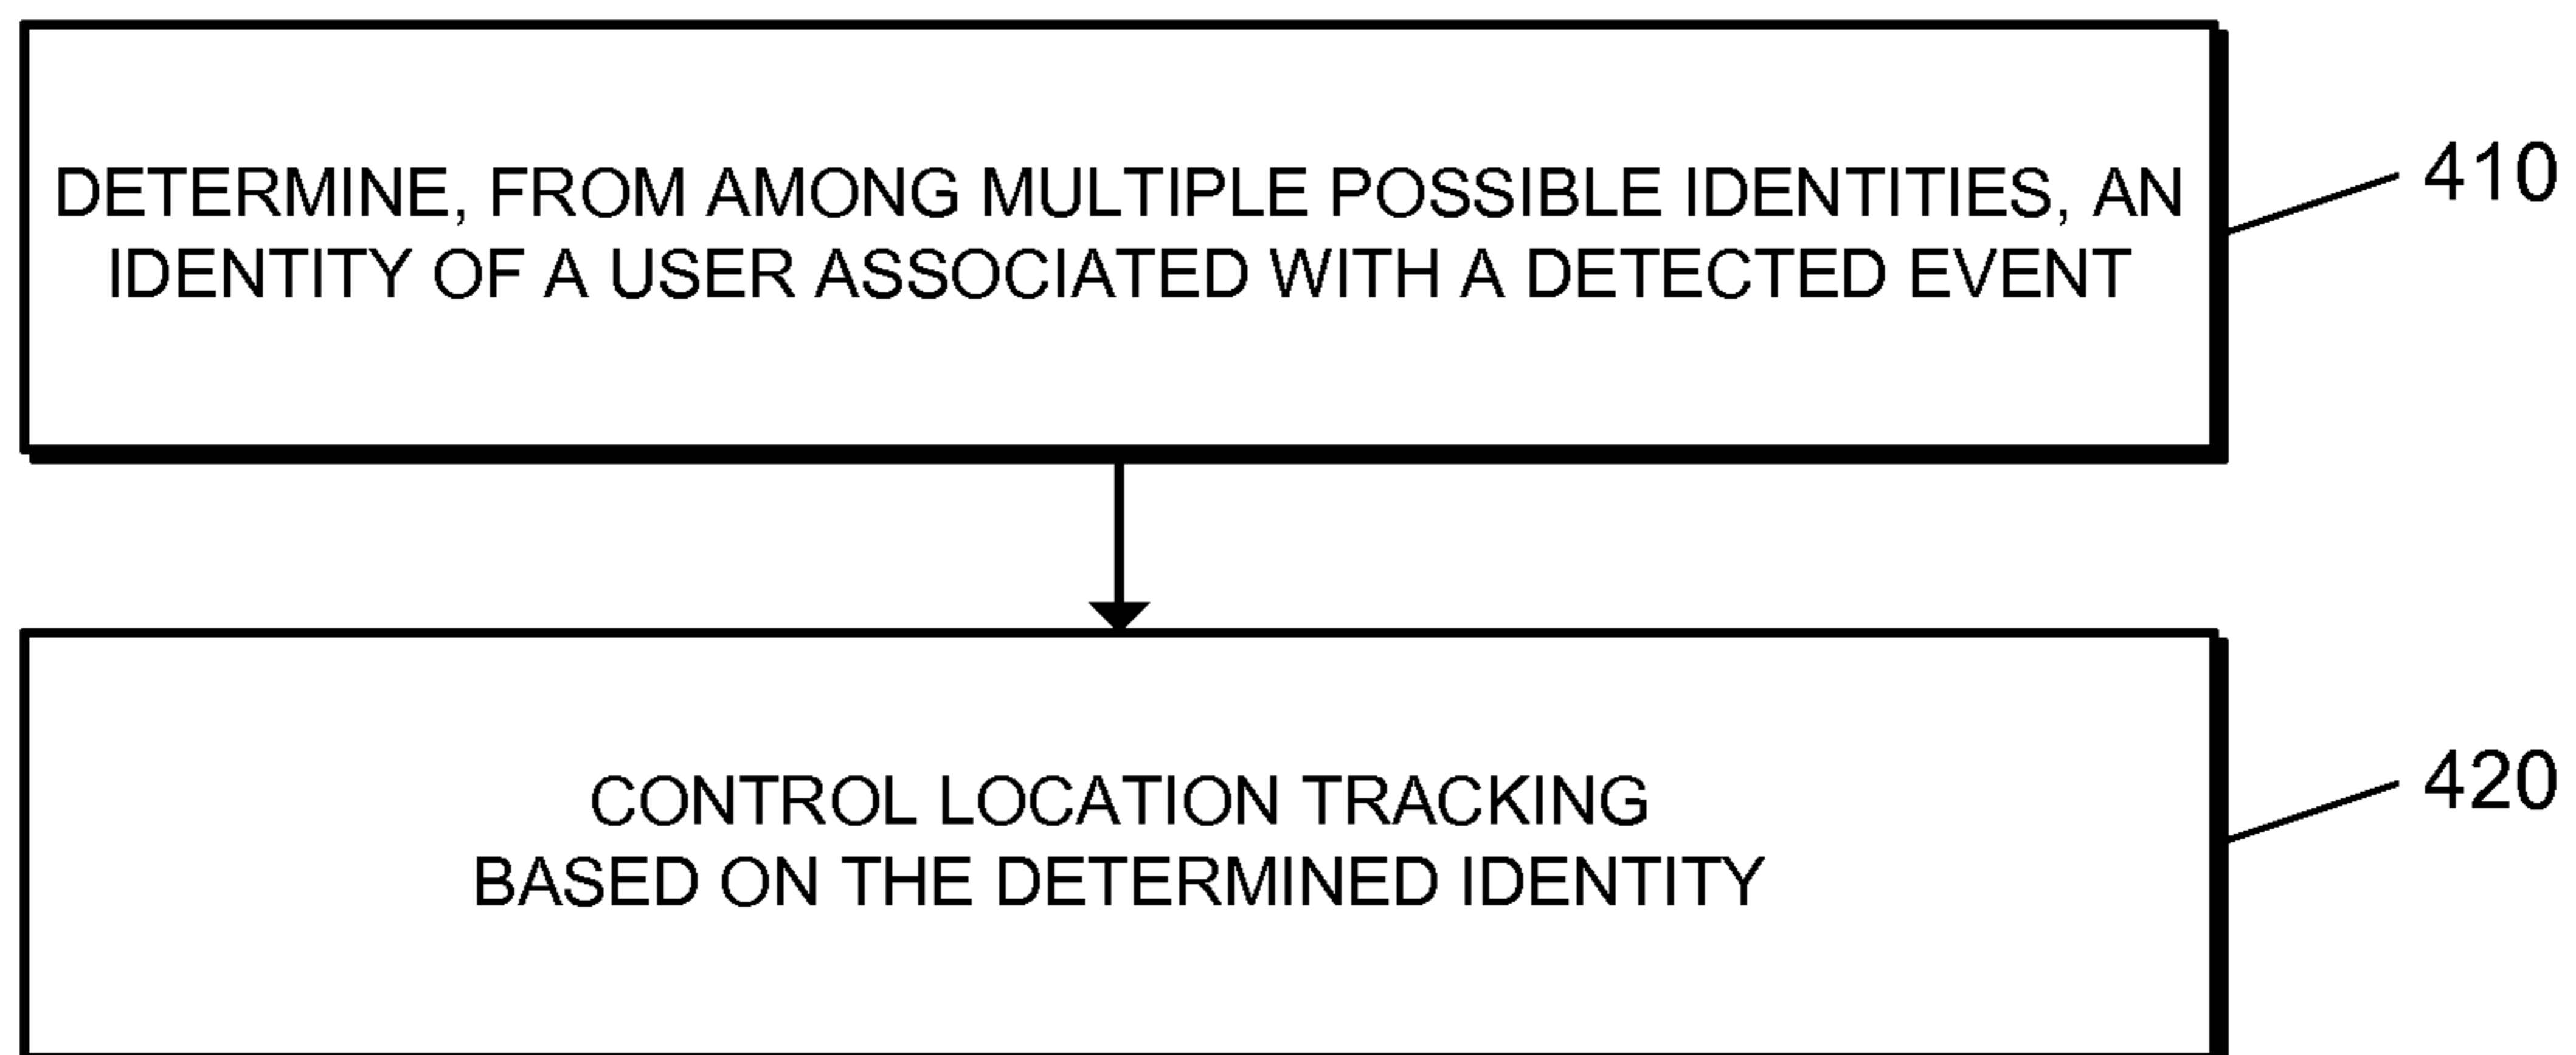 DETERMINE, FROM AMONG MULTIPLE POSSIBLE IDENTITIES, AN
IDENTITY OF A USER ASSOCIATED WITH A DETECTED EVENT
410
CONTROL LOCATION TRACKING
BASED ON THE DETERMINED IDENTITY
420